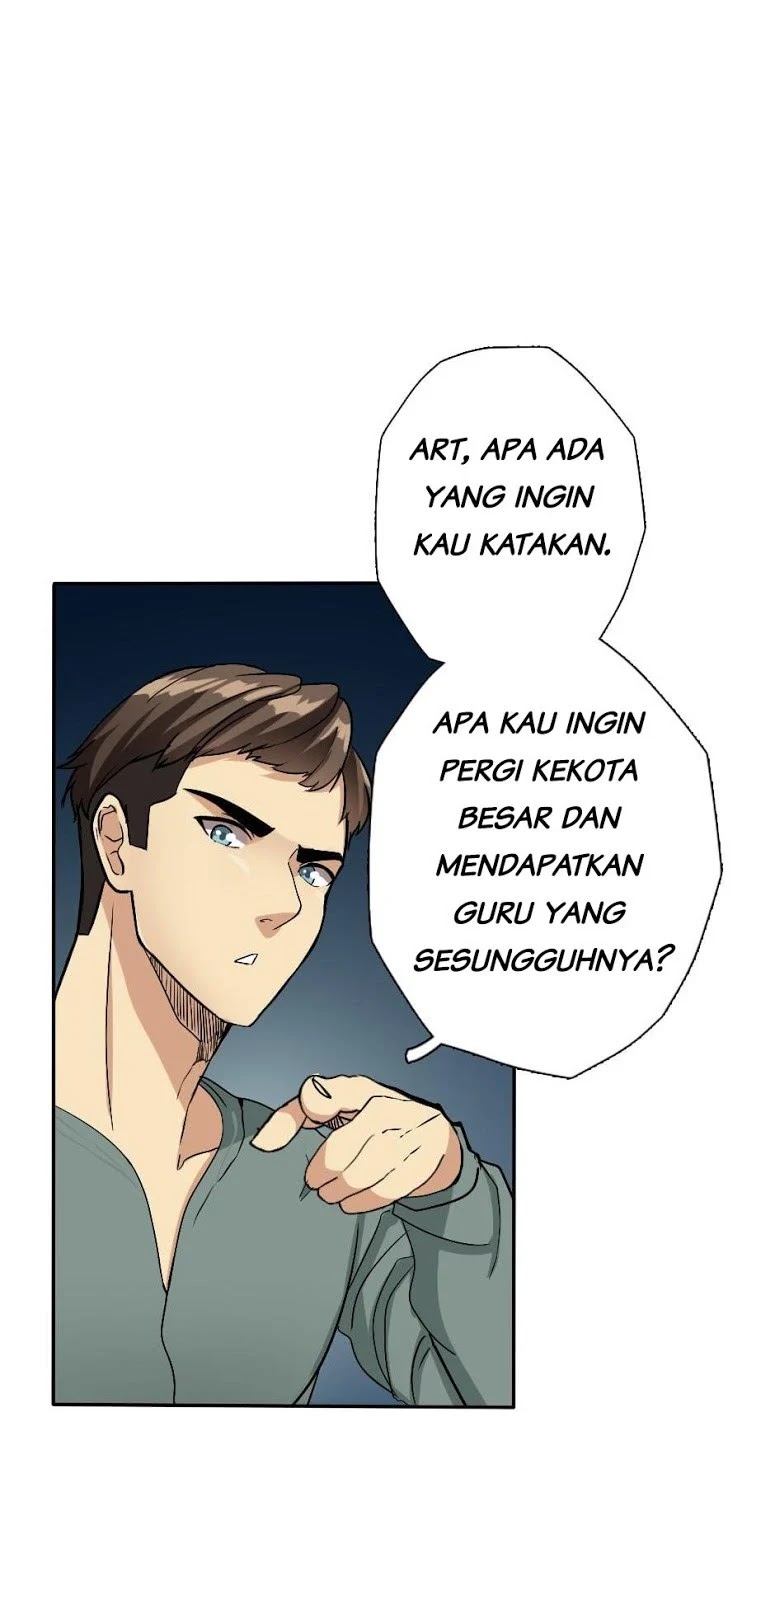 ART, APA ADA
YANG INGIN
KAU KATAKAN.
APA KAU INGIN
PERGI KEKOTA
BESAR DAN
MENDAPATKAN
GURU YANG
SESUNGGUHNYA?